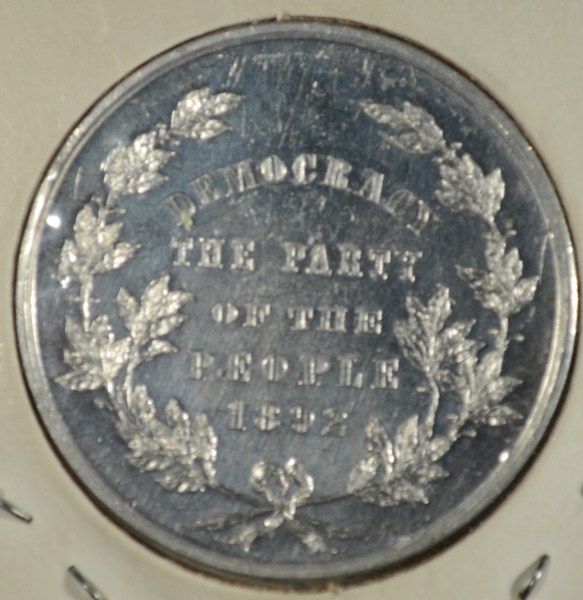 DEMOCRACY
THE PARTY
OF THE
PEOPLE
1892